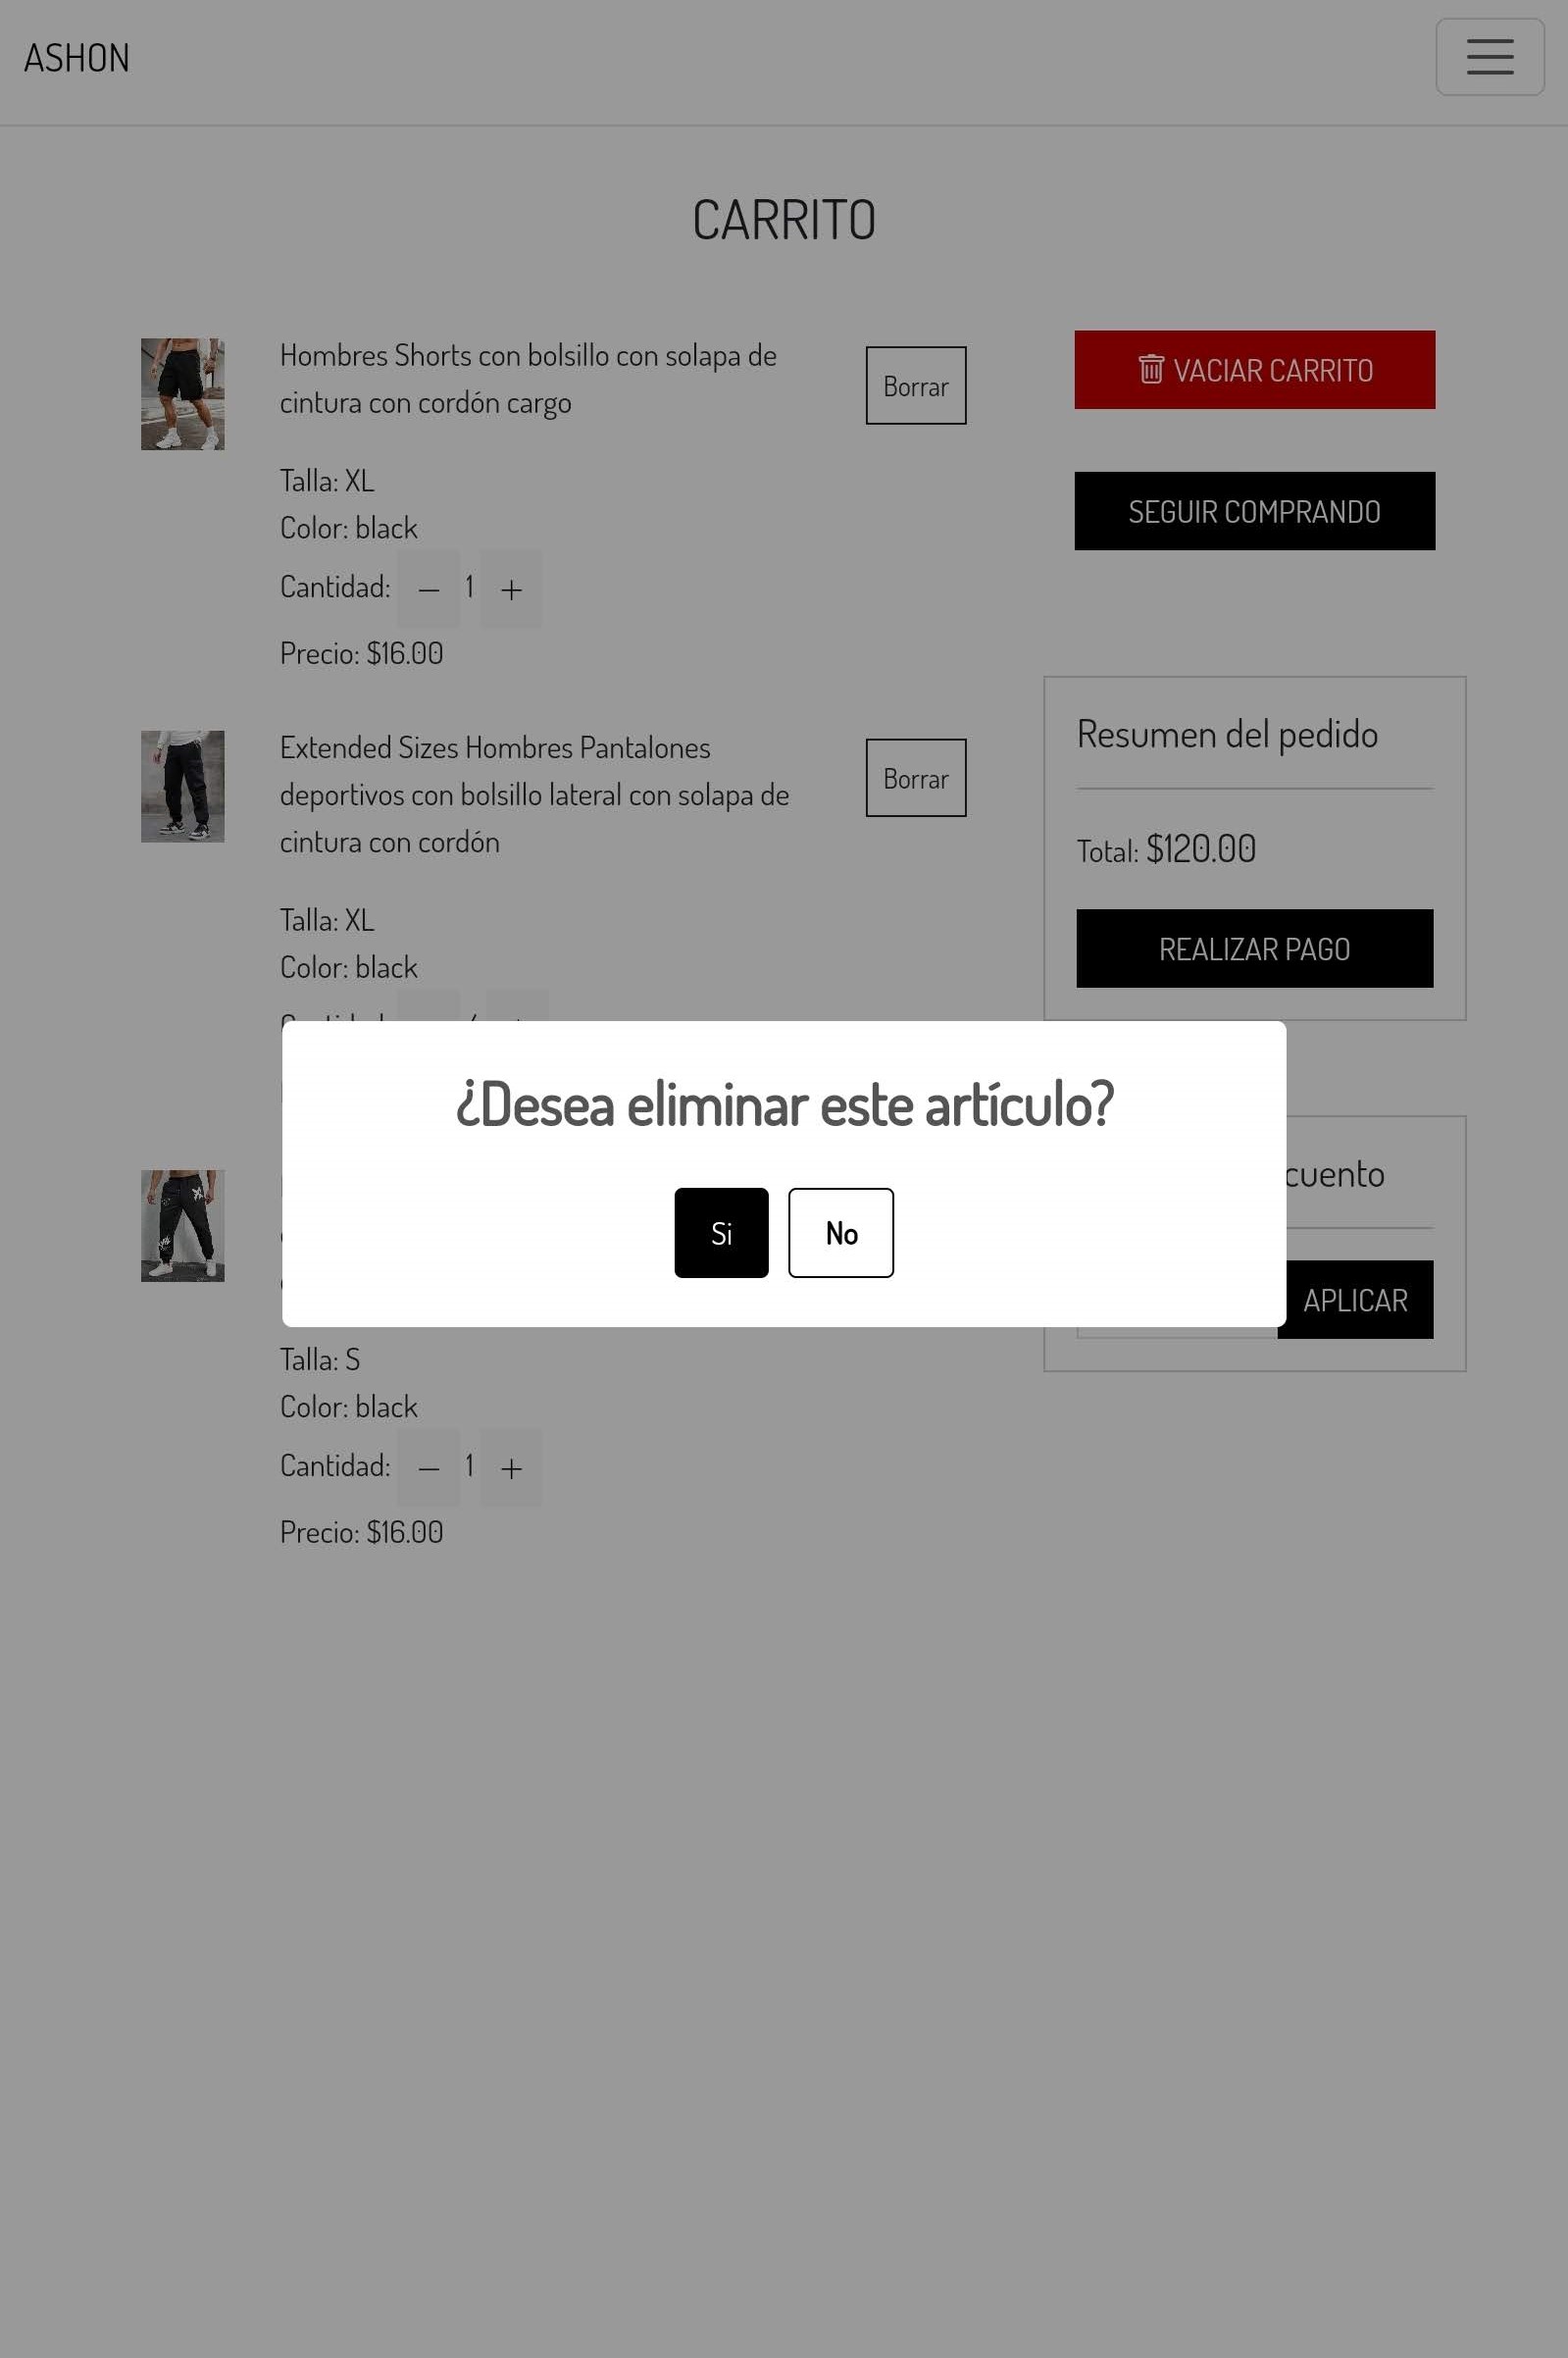 ASHON
CARRITO
Hombres Shorts con bolsillo con solapa de
cintura con cordón cargo
Borrar
Talla: XL
Color: black
Cantidad: − 1 +
Precio: $16.00
Extended Sizes Hombres Pantalones
deportivos con bolsillo lateral con solapa de
cintura con cordón
Borrar
Talla: XL
Color: black
Talla: S
Color: black
Cantidad: − 1 +
Precio: $16.00
VACIAR CARRITO
SEGUIR COMPRANDO
Resumen del pedido
Total: $120.00
REALIZAR PAGO
cuento
APLICAR
¿Desea eliminar este artículo?
Si
No